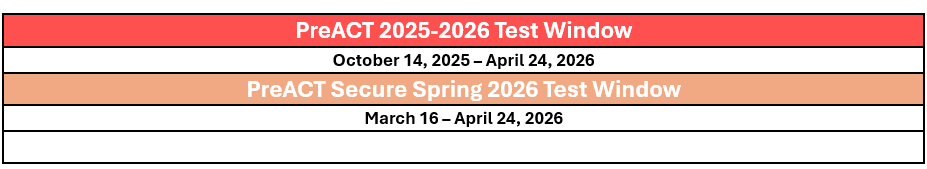 PreACT 2025-2026 Test Window
October 14, 2025 – April 24, 2026
PreACT Secure Spring 2026 Test Window
March 16 – April 24, 2026